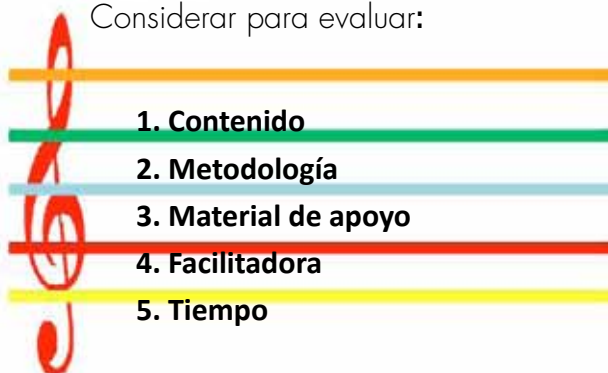 Considerar para evaluar:
1. Contenido
2. Metodología
3. Material de apoyo
4. Facilitadora
5. Tiempo